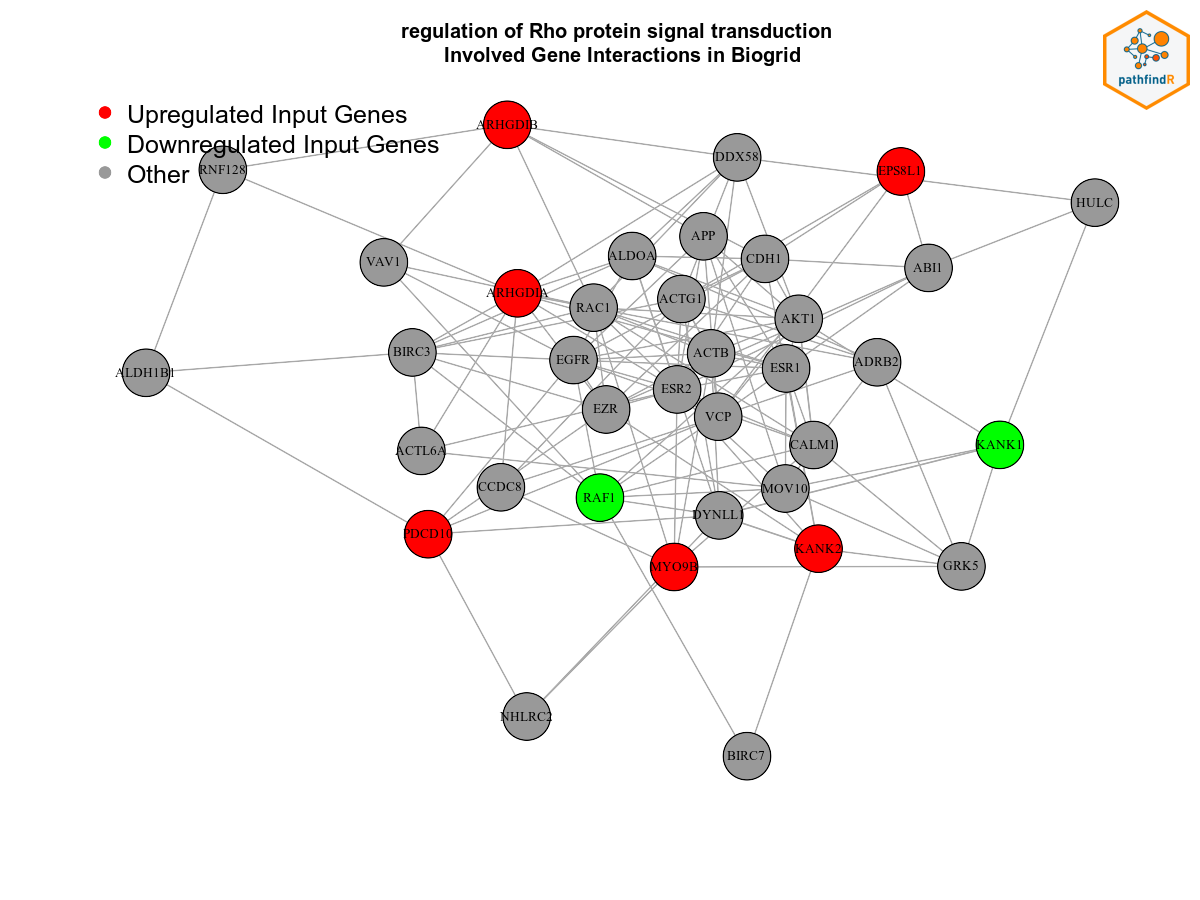 regulation of Rho protein signal transduction
Involved Gene Interactions in Biogrid
pathfindR
Upregulated Input Genes
Downregulated Input Genes
Other
ARHGDIB
DDX58
RNF128
EPS8L1
HULC
APP
ALDOA
CDH1
VAV1
ABI1
ARHGDIA
ACTG1
RAC1
AKT1
BIRC3
ACTB
EGFR
ADRB2
ESR1
ALDH1B1
ESR2
EZR
VCP
CALM1
KANK1
ACTL6A
CCDC8
MOV10
RAF1
DYNLL1
PDCD10
KANK2
MYO9B
GRK5
NHLRC2
BIRC7